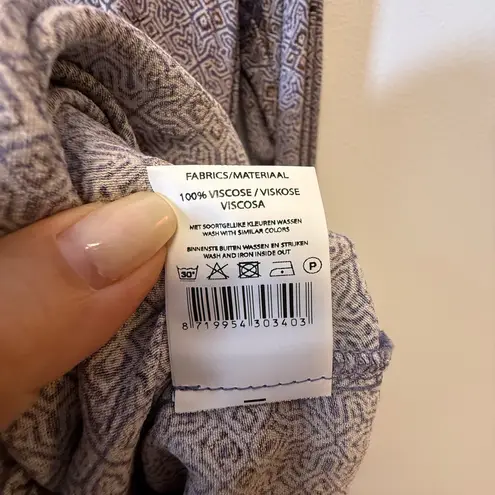 FABRICS/MATERIAAL
100% VISCOSE / VISKOSE
VISCOSA
MET SOORTGELIJKE KLEUREN WASSEN
WASH WITH SIMILAR COLORS
BINNENSTE BUITEN WASSEN EN STRIJKEN
WASH AND IRON INSIDE OUT
30° P
8 719954 303403